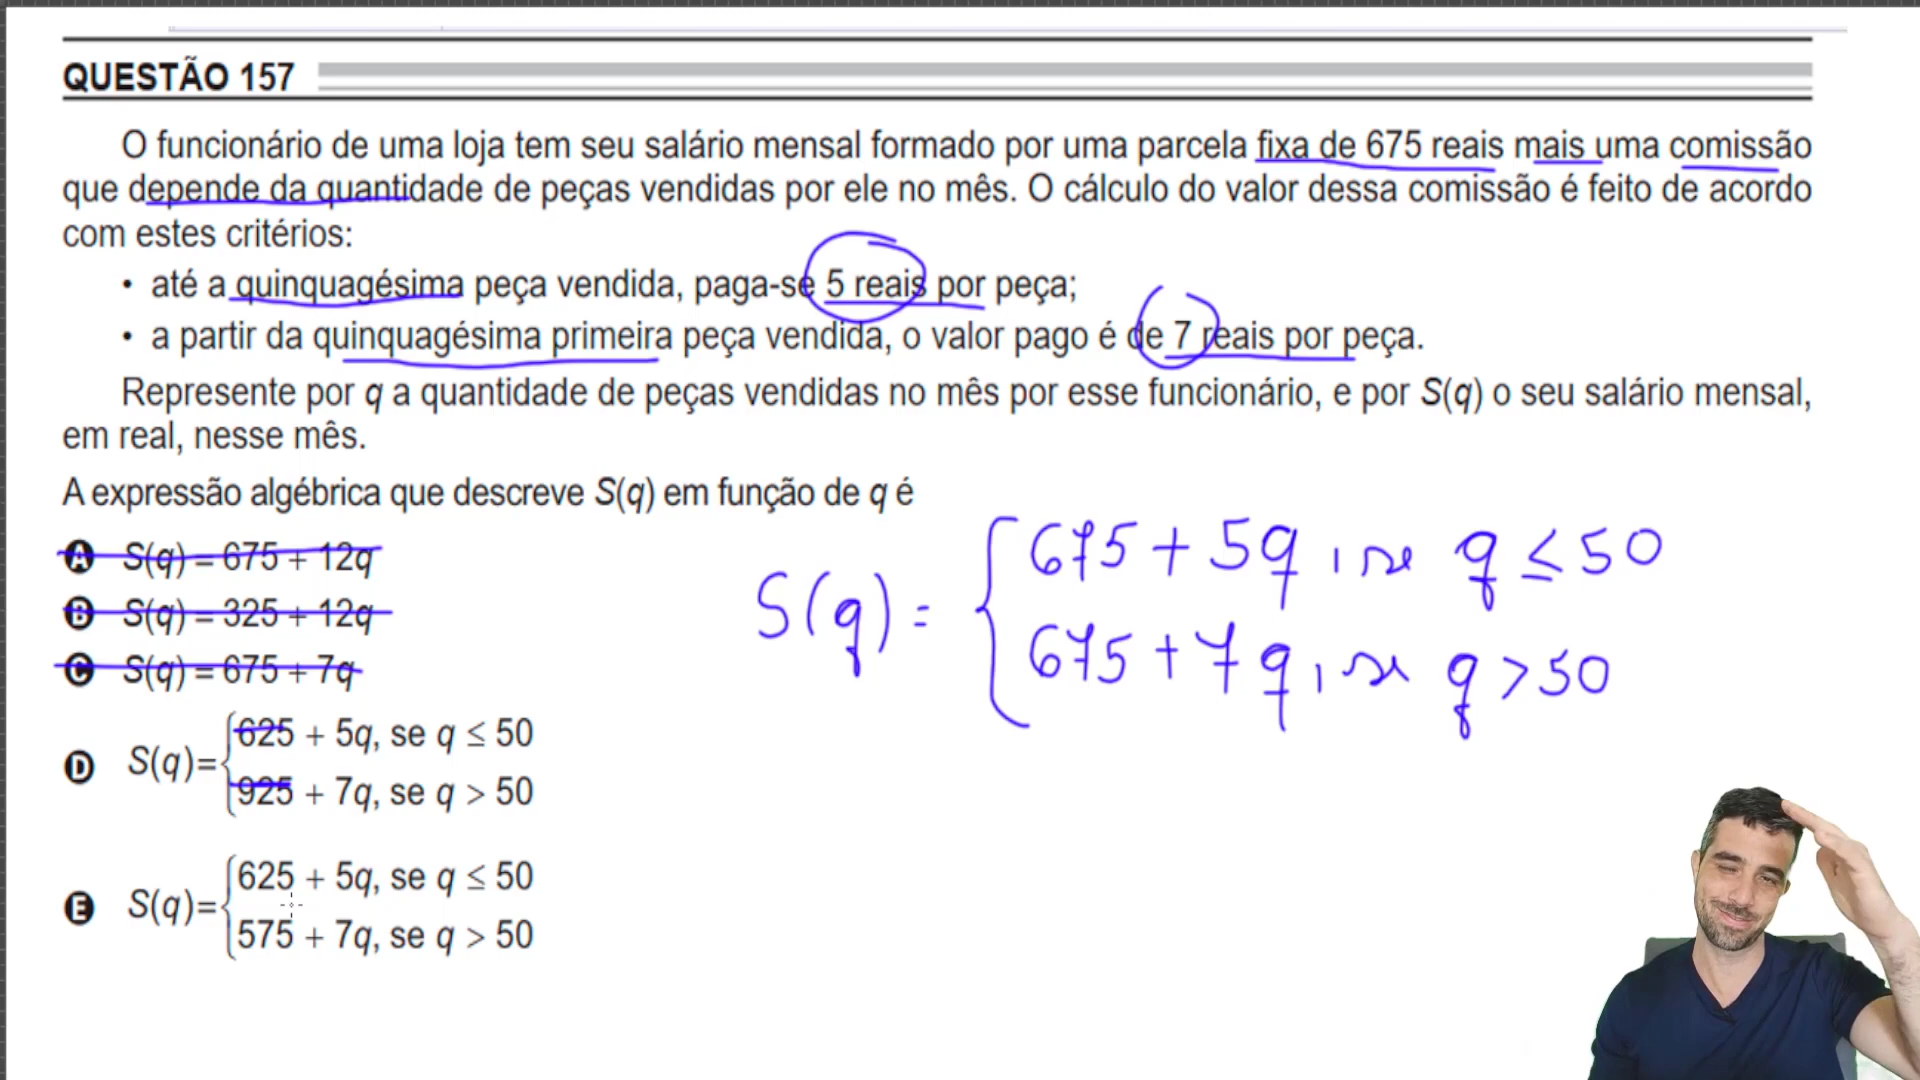 QUESTÃO 157
O funcionário de uma loja tem seu salário mensal formado por uma parcela fixa de 675 reais mais uma comissão
que depende da quantidade de peças vendidas por ele no mês. O cálculo do valor dessa comissão é feito de acordo
com estes critérios:
• até a quinquagésima peça vendida, paga-se 5 reais por peça;
• a partir da quinquagésima primeira peça vendida, o valor pago é de 7 reais por peça.
Represente por q a quantidade de peças vendidas no mês por esse funcionário, e por S(q) o seu salário mensal,
em real, nesse mês.
A expressão algébrica que descreve S(q) em função de q é
A S(q) = 675 + 12q
B S(q) = 325 + 12q
C S(q) = 675 + 7q
D S(q)= {625 + 5q, se q ≤ 50
925 + 7q, se q > 50
E S(q)= {625 + 5q, se q ≤ 50
575 + 7q, se q > 50
S(q) = {675 + 5q, se q ≤ 50
675 + 7q, se q > 50